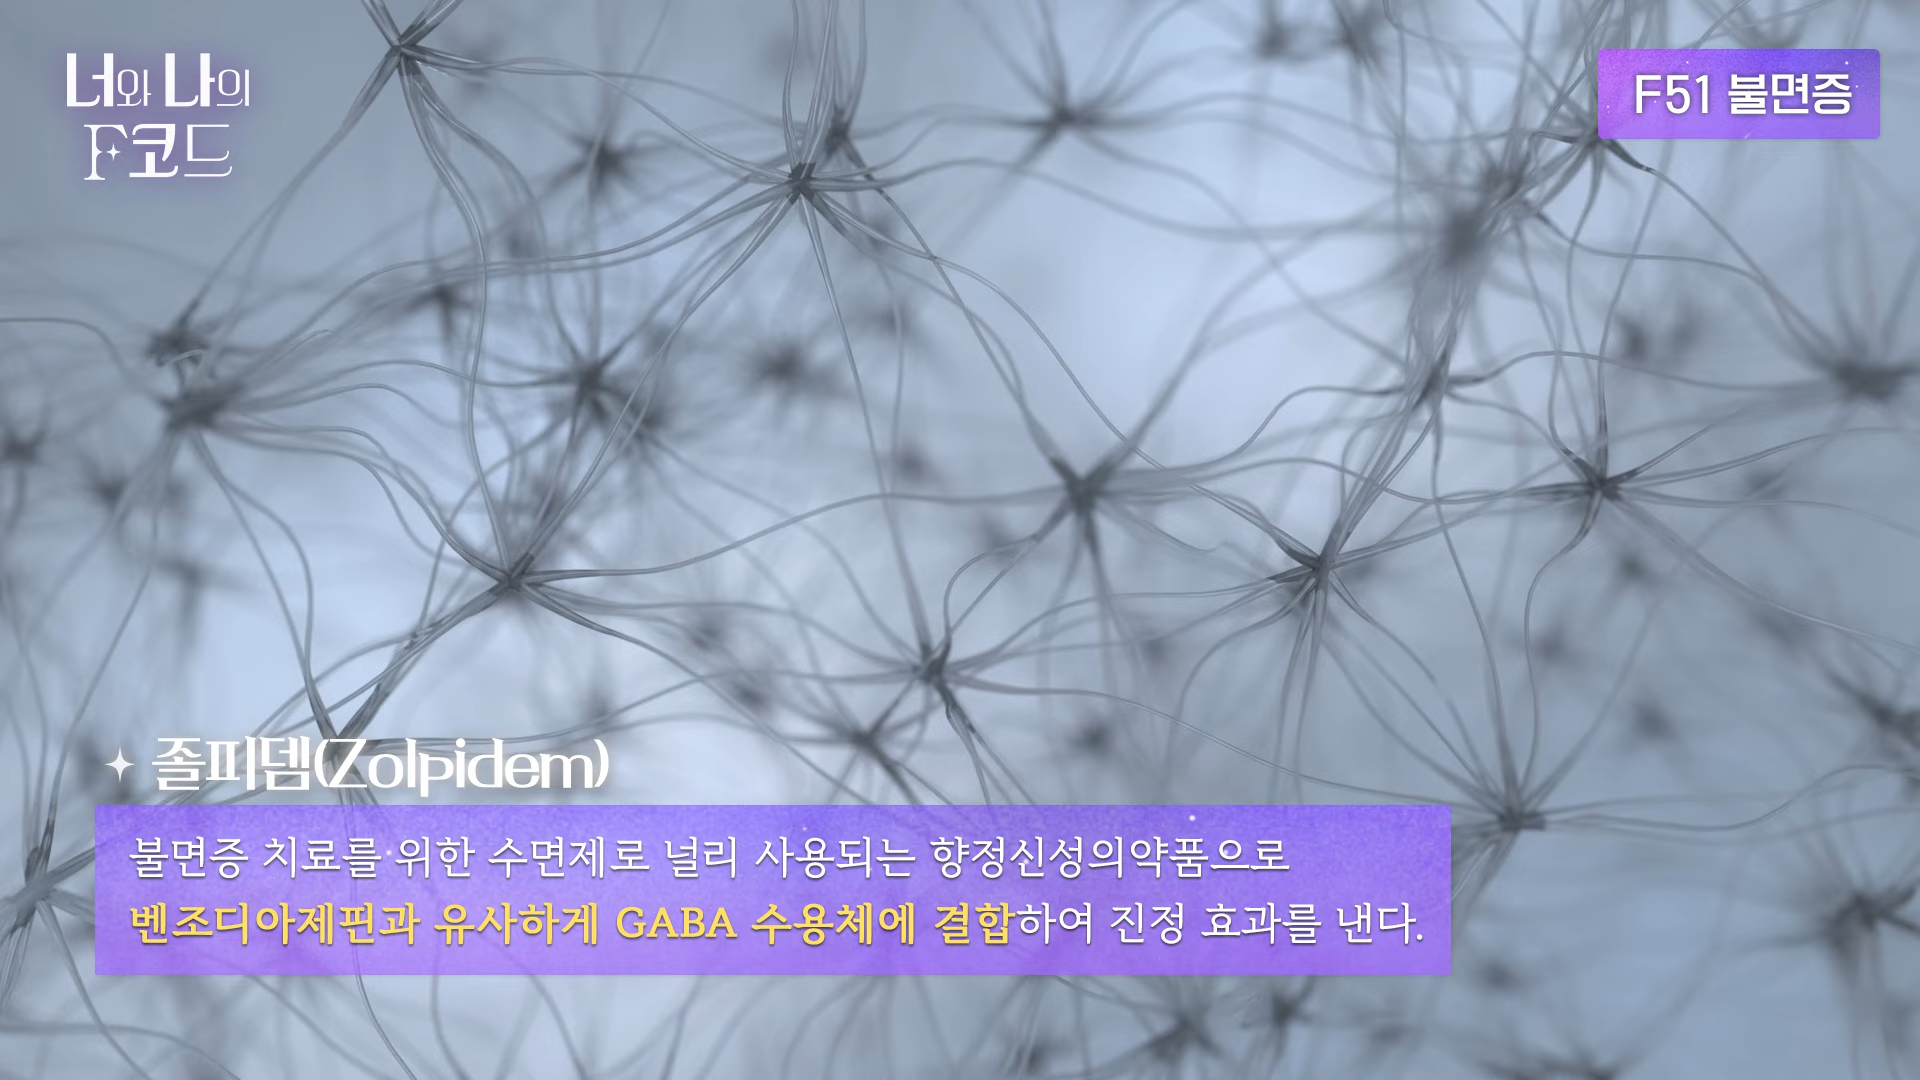 너와 나의
F코드
F51 불면증
졸피뎀(Zolpidem)
불면증 치료를 위한 수면제로 널리 사용되는 향정신성의약품으로
벤조디아제핀과 유사하게 GABA 수용체에 결합하여 진정 효과를 낸다.